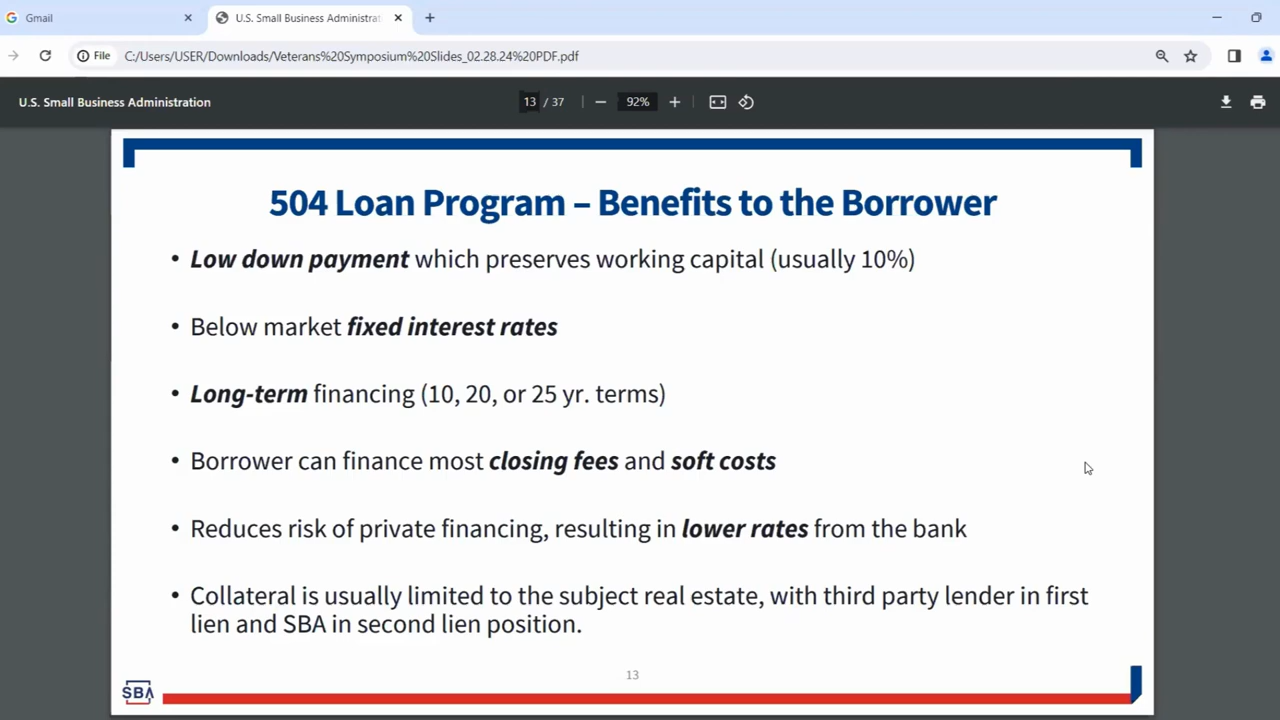 Gmail
U.S. Small Business Administrat
File
C:/Users/USER/Downloads/Veterans%20Symposium%20Slides_02.28.24%20PDF.pdf
U.S. Small Business Administration
13 / 37
92%
504 Loan Program – Benefits to the Borrower
• Low down payment which preserves working capital (usually 10%)
• Below market fixed interest rates
• Long-term financing (10, 20, or 25 yr. terms)
• Borrower can finance most closing fees and soft costs
• Reduces risk of private financing, resulting in lower rates from the bank
• Collateral is usually limited to the subject real estate, with third party lender in first
lien and SBA in second lien position.
13
SBA